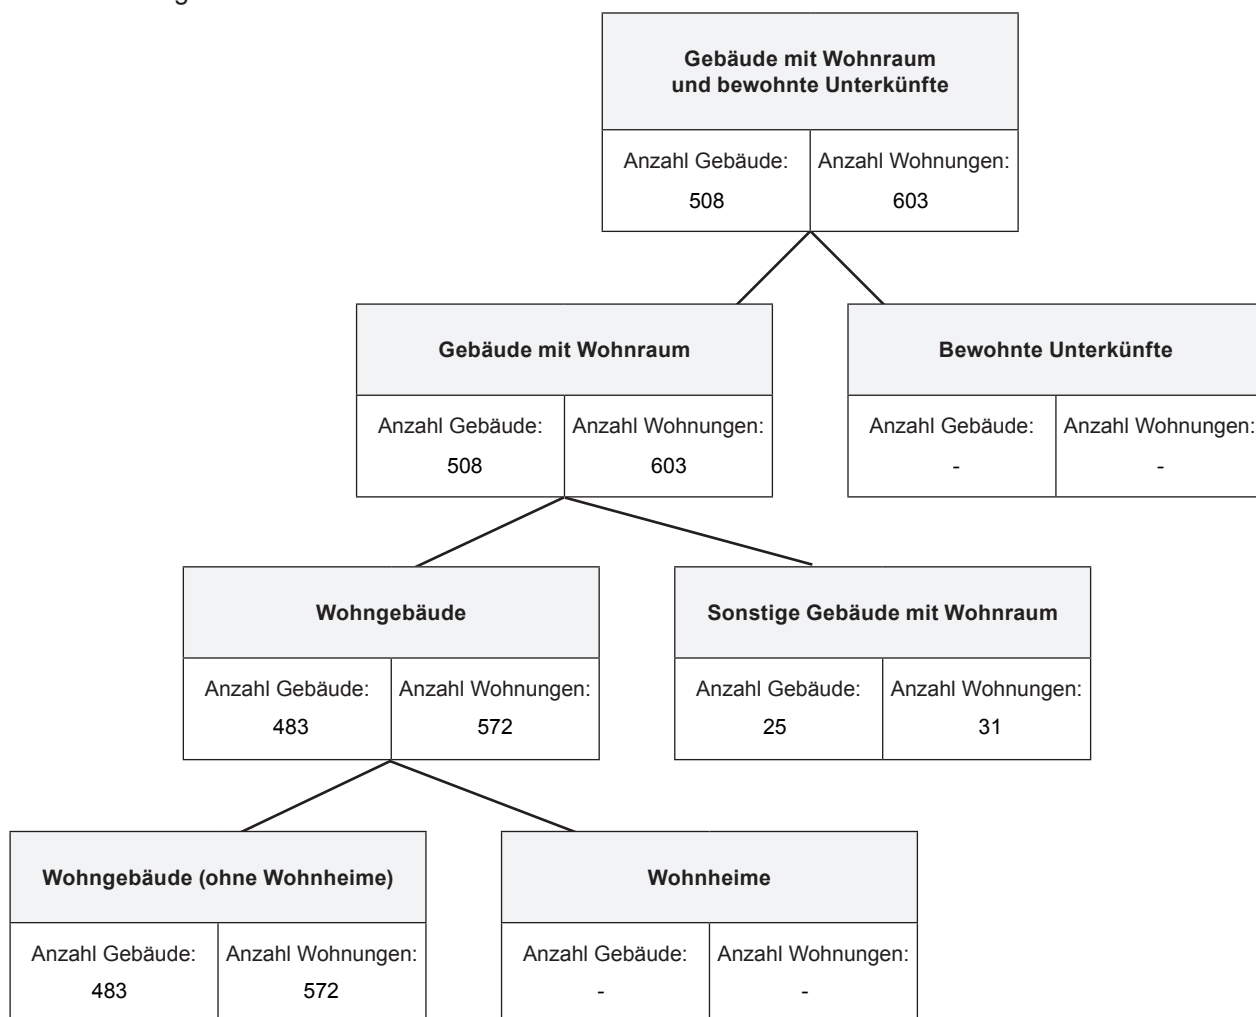 Gebäude mit Wohnraum
und bewohnte Unterkünfte
Anzahl Gebäude: Anzahl Wohnungen:
508 603
Gebäude mit Wohnraum
Anzahl Gebäude: Anzahl Wohnungen:
508 603
Bewohnte Unterkünfte
Anzahl Gebäude: Anzahl Wohnungen:
- -
Wohngebäude
Anzahl Gebäude: Anzahl Wohnungen:
483 572
Sonstige Gebäude mit Wohnraum
Anzahl Gebäude: Anzahl Wohnungen:
25 31
Wohngebäude (ohne Wohnheime)
Anzahl Gebäude: Anzahl Wohnungen:
483 572
Wohnheime
Anzahl Gebäude: Anzahl Wohnungen:
- -